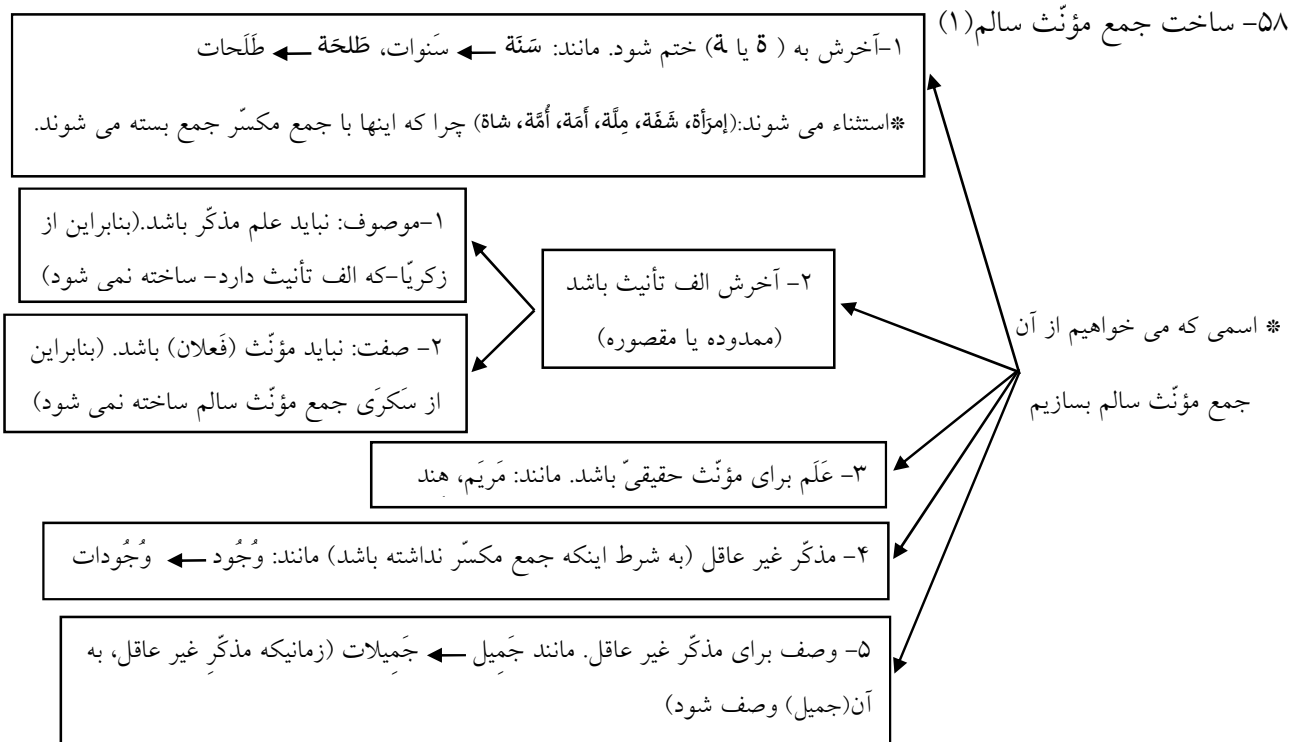 ۵۸- ساخت جمع مؤنّث سالم(۱)
۱-آخرش به ( ة یا ـة) ختم شود. مانند: سَنَة ← سَنوات، طَلحَة ← طَلَحات
*استثناء می شوند:(إمرَأة، شَفَة، مِلَّة، أَمَة، أُمَّة، شاة) چرا که اینها با جمع مکسّر جمع بسته می شوند.
* اسمی که می خواهیم از آن
جمع مؤنّث سالم بسازیم
۲- آخرش الف تأنیث باشد
(ممدوده یا مقصوره)
۱-موصوف: نباید علم مذکّر باشد.(بنابراین از
زکریّا-که الف تأنیث دارد- ساخته نمی شود)
۲- صفت: نباید مؤنّث (فَعلان) باشد. (بنابراین
از سَکرَی جمع مؤنّث سالم ساخته نمی شود)
۳- عَلَم برای مؤنّث حقیقیّ باشد. مانند: مَریَم، هِند
۴- مذکّر غیر عاقل (به شرط اینکه جمع مکسّر نداشته باشد) مانند: وُجُود ← وُجُودات
۵- وصف برای مذکّر غیر عاقل. مانند جَمِیل ← جَمِیلات (زمانیکه مذکّرِ غیر عاقل، به
آن(جمیل) وصف شود)